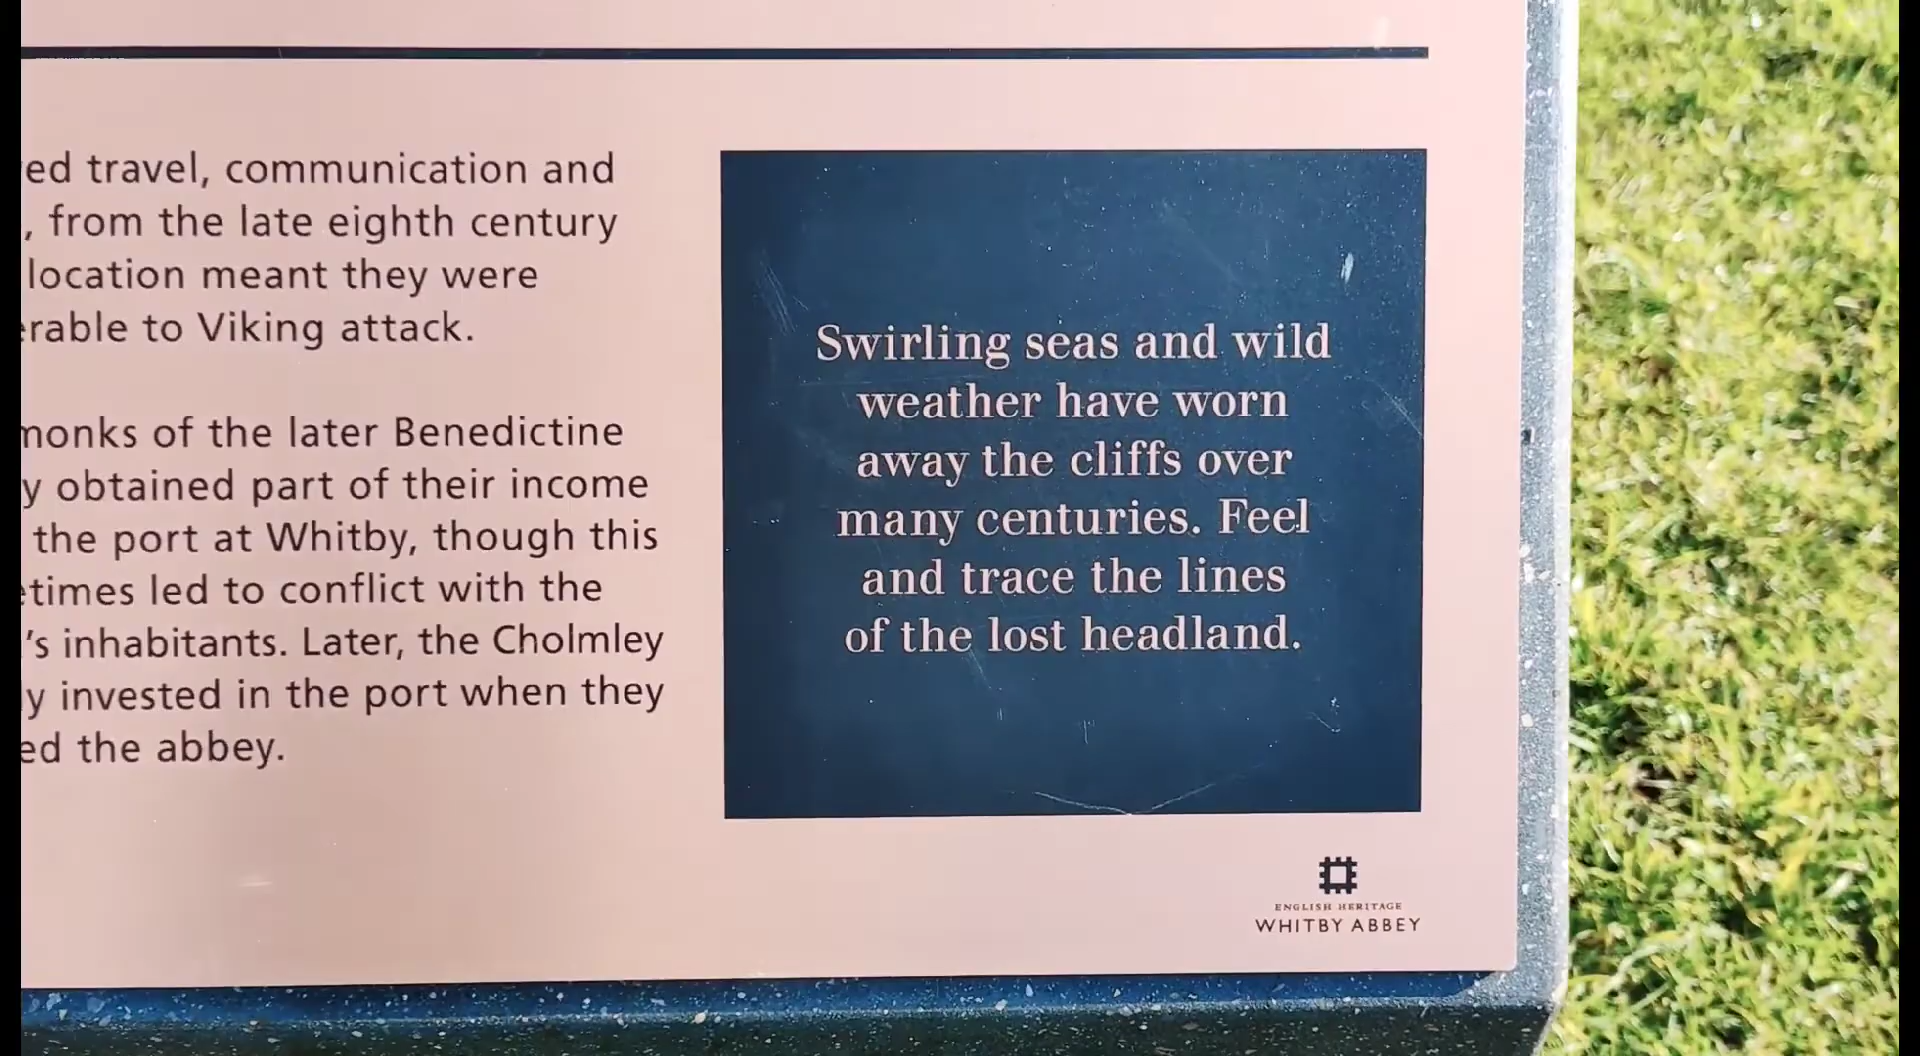 ed travel, communication and
, from the late eighth century
location meant they were
rable to Viking attack.
monks of the later Benedictine
y obtained part of their income
the port at Whitby, though this
times led to conflict with the
's inhabitants. Later, the Cholmley
y invested in the port when they
ed the abbey.
Swirling seas and wild
weather have worn
away the cliffs over
many centuries. Feel
and trace the lines
of the lost headland.
ENGLISH HERITAGE
WHITBY ABBEY